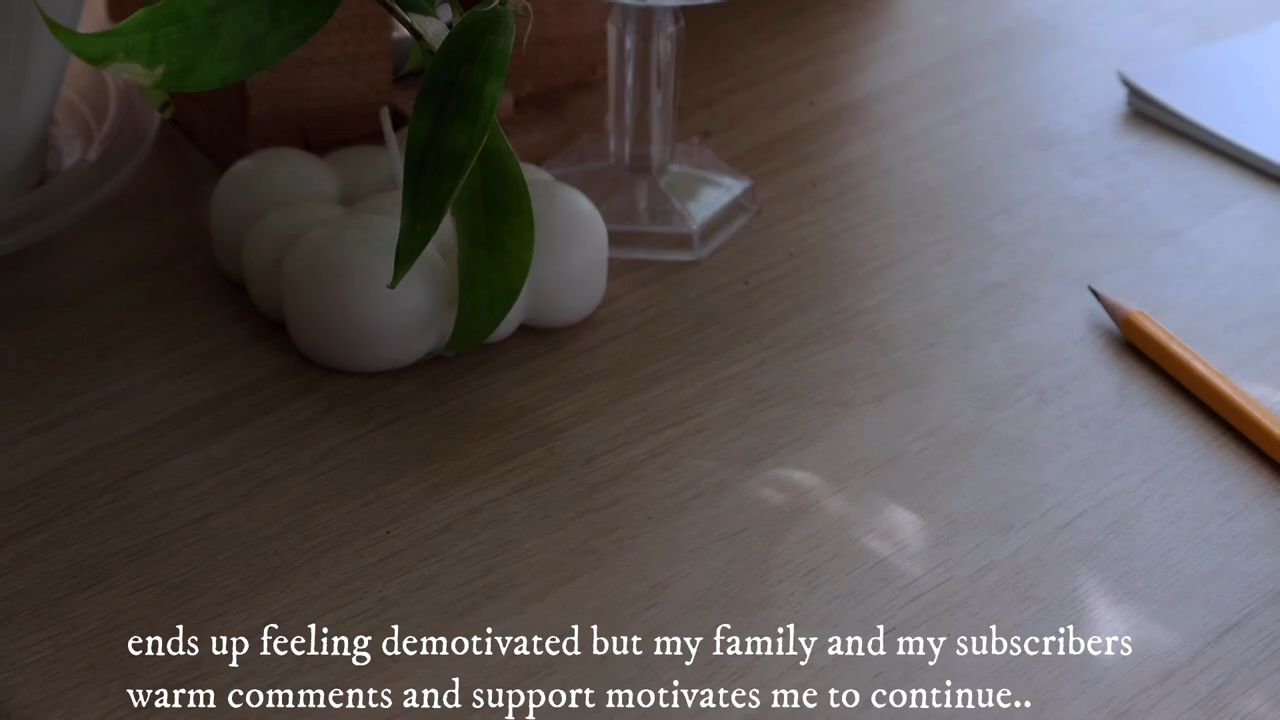 ends up feeling demotivated but my family and my subscribers
warm comments and support motivates me to continue..